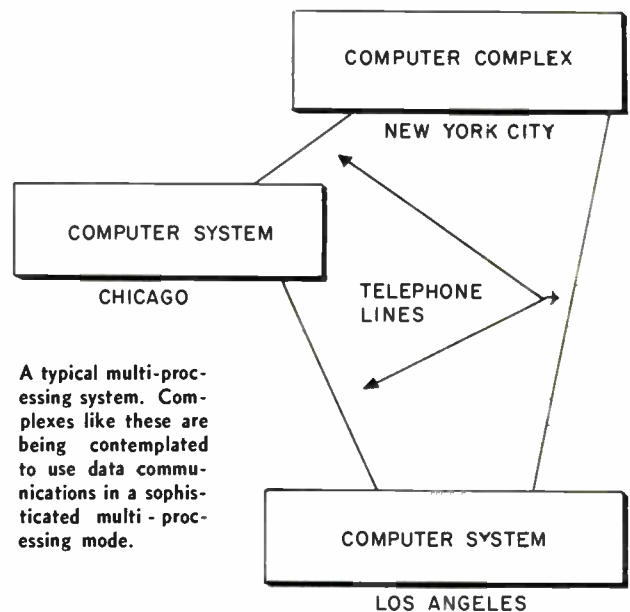 COMPUTER COMPLEX
NEW YORK CITY
COMPUTER SYSTEM
CHICAGO
TELEPHONE
LINES
A typical multi-proc-
essing system. Com-
plexes like these are
being contemplated
to use data commu-
nications in a sophis-
ticated multi - proc-
essing mode.
COMPUTER SYSTEM
LOS ANGELES